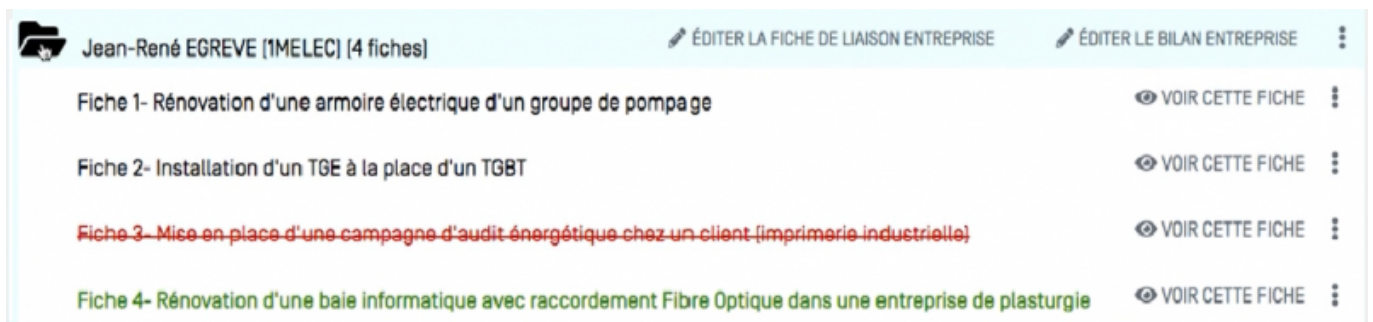 Jean-René EGREVE [1MELEC] [4 fiches] ÉDITER LA FICHE DE LIAISON ENTREPRISE ÉDITER LE BILAN ENTREPRISE
Fiche 1- Rénovation d'une armoire électrique d'un groupe de pompage VOIR CETTE FICHE
Fiche 2- Installation d'un TGE à la place d'un TGBT VOIR CETTE FICHE
Fiche 3- Mise en place d'une campagne d'audit énergétique chez un client [imprimerie industrielle] VOIR CETTE FICHE
Fiche 4- Rénovation d'une baie informatique avec raccordement Fibre Optique dans une entreprise de plasturgie VOIR CETTE FICHE